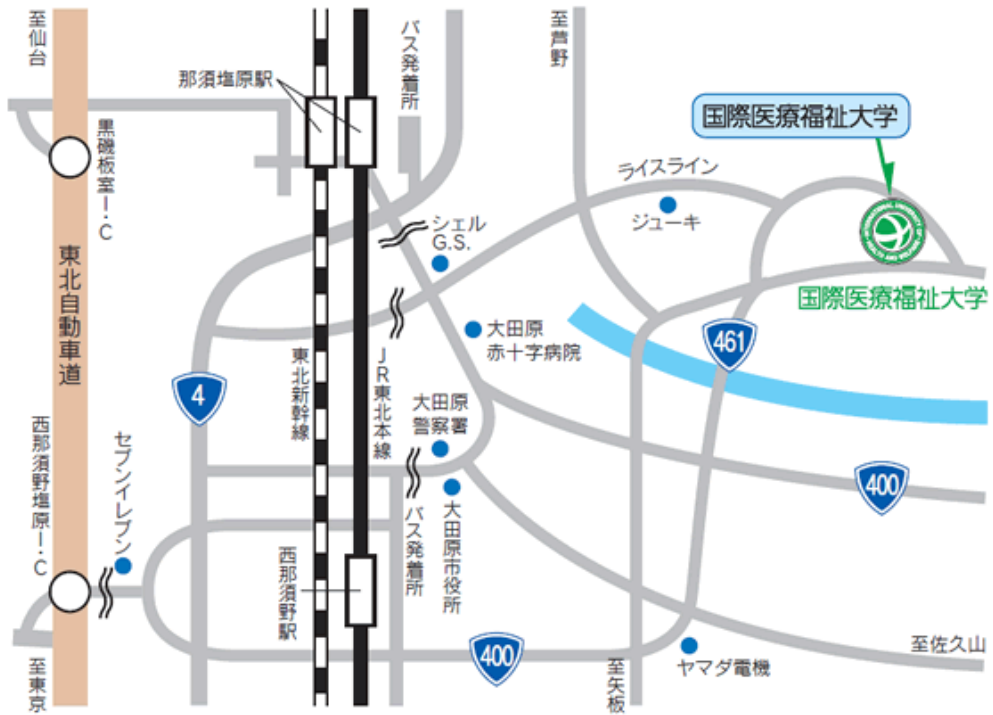 至仙台
那須塩原駅
バス発着所
至芦野
国際医療福祉大学
黒磯板室I・C
ライスライン
ジューキ
シェル
G.S.
INTERNATIONAL UNIVERSITY OF HEALTH AND WELFARE
国際医療福祉大学
東北自動車道
大田原
赤十字病院
461
東北新幹線
JR東北本線
4
大田原
警察署
西那須野塩原I・C
セブンイレブン
400
バス発着所
大田原市役所
西那須野駅
400
至佐久山
ヤマダ電機
至東京
至矢板